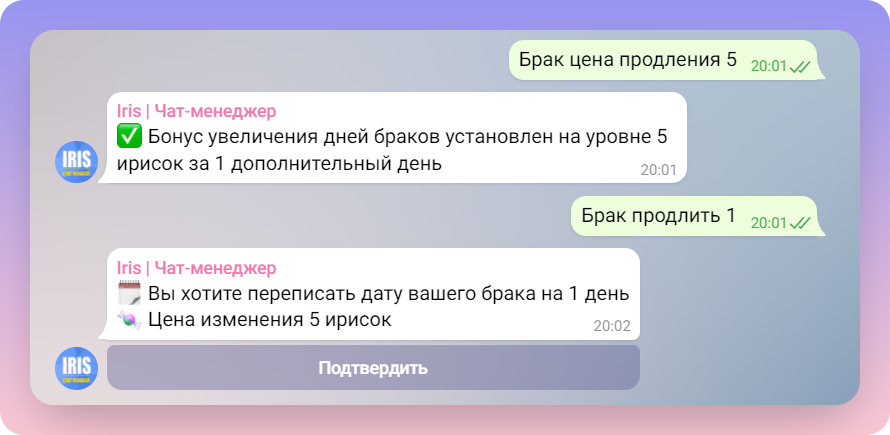 Брак цена продления 5 20:01
Iris | Чат-менеджер
✅ Бонус увеличения дней браков установлен на уровне 5
ирисок за 1 дополнительный день
20:01
IRIS
Брак продлить 1 20:01
Iris | Чат-менеджер
🗓 Вы хотите переписать дату вашего брака на 1 день
🍬 Цена изменения 5 ирисок
20:02
IRIS
Подтвердить